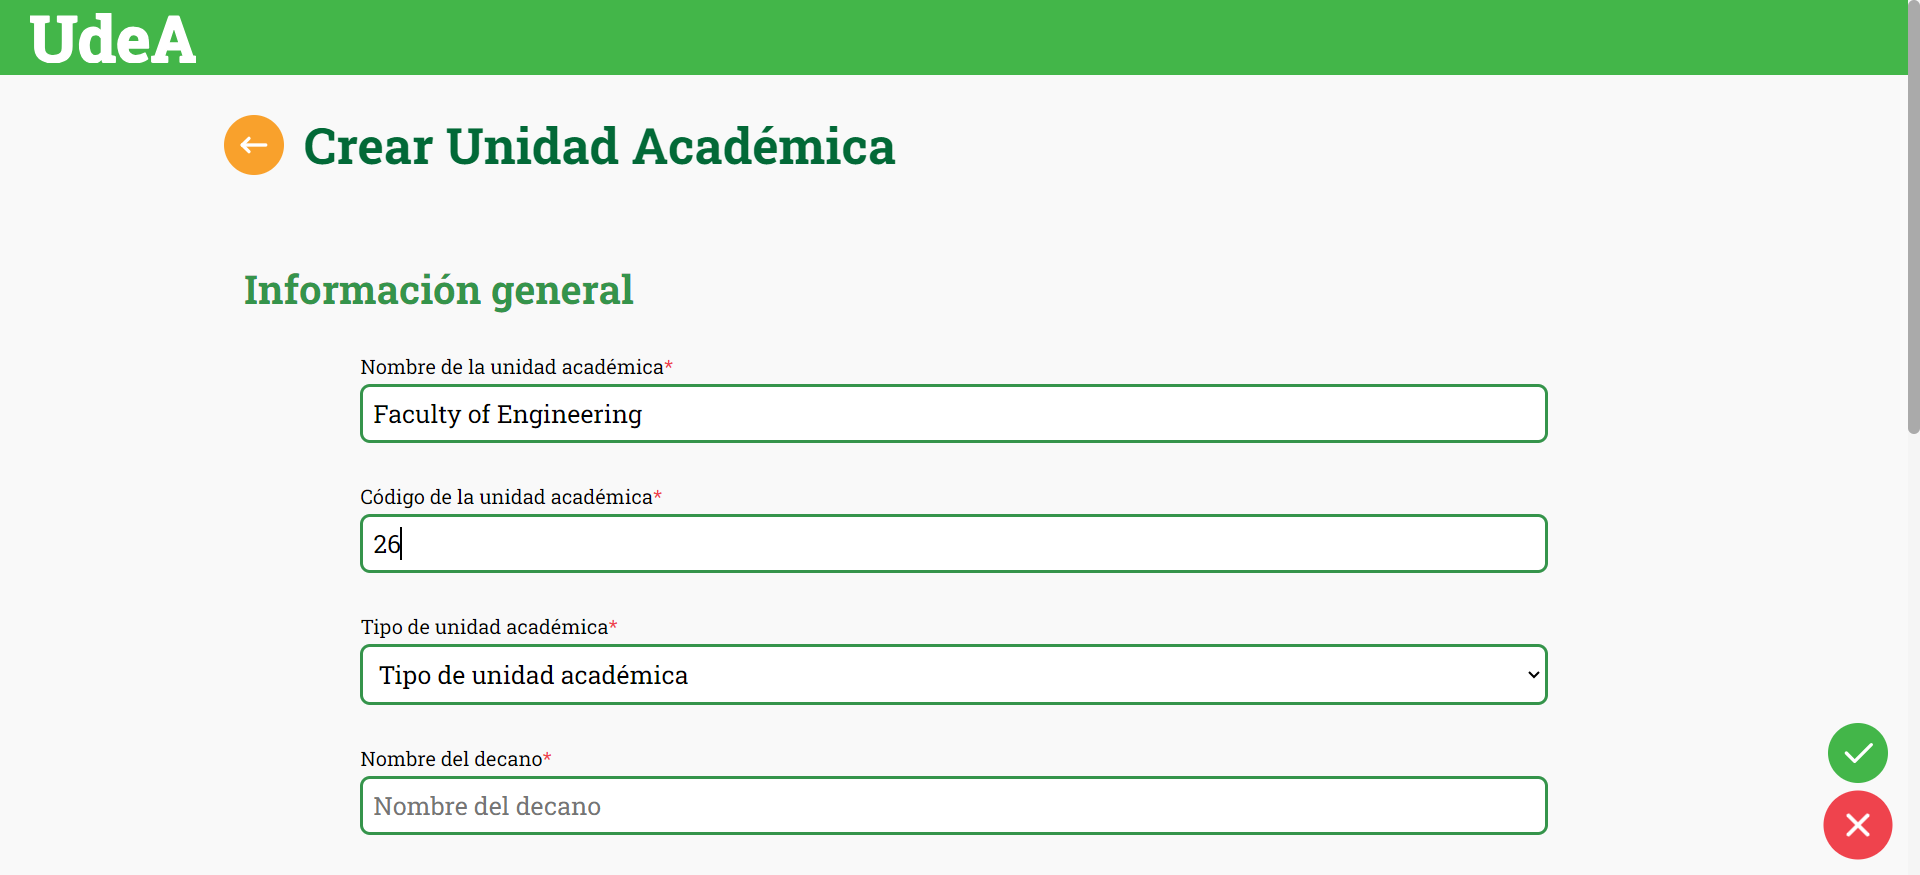 UdeA
Crear Unidad Académica
Información general
Nombre de la unidad académica*
Faculty of Engineering
Código de la unidad académica*
26
Tipo de unidad académica*
Tipo de unidad académica
Nombre del decano*
Nombre del decano